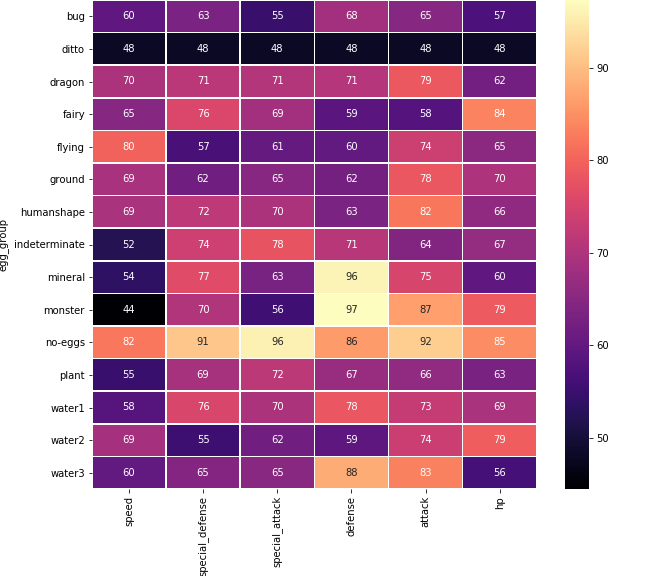 bug 60 63 55 68 65 57
ditto 48 48 48 48 48 48
dragon 70 71 71 71 79 62
fairy 65 76 69 59 58 84
flying 80 57 61 60 74 65
ground 69 62 65 62 78 70
humanshape 69 72 70 63 82 66
indeterminate 52 74 78 71 64 67
mineral 54 77 63 96 75 60
monster 44 70 56 97 87 79
no-eggs 82 91 96 86 92 85
plant 55 69 72 67 66 63
water1 58 76 70 78 73 69
water2 69 55 62 59 74 79
water3 60 65 65 88 83 56
egg_group
speed special_defense special_attack defense attack hp
90
80
70
60
50